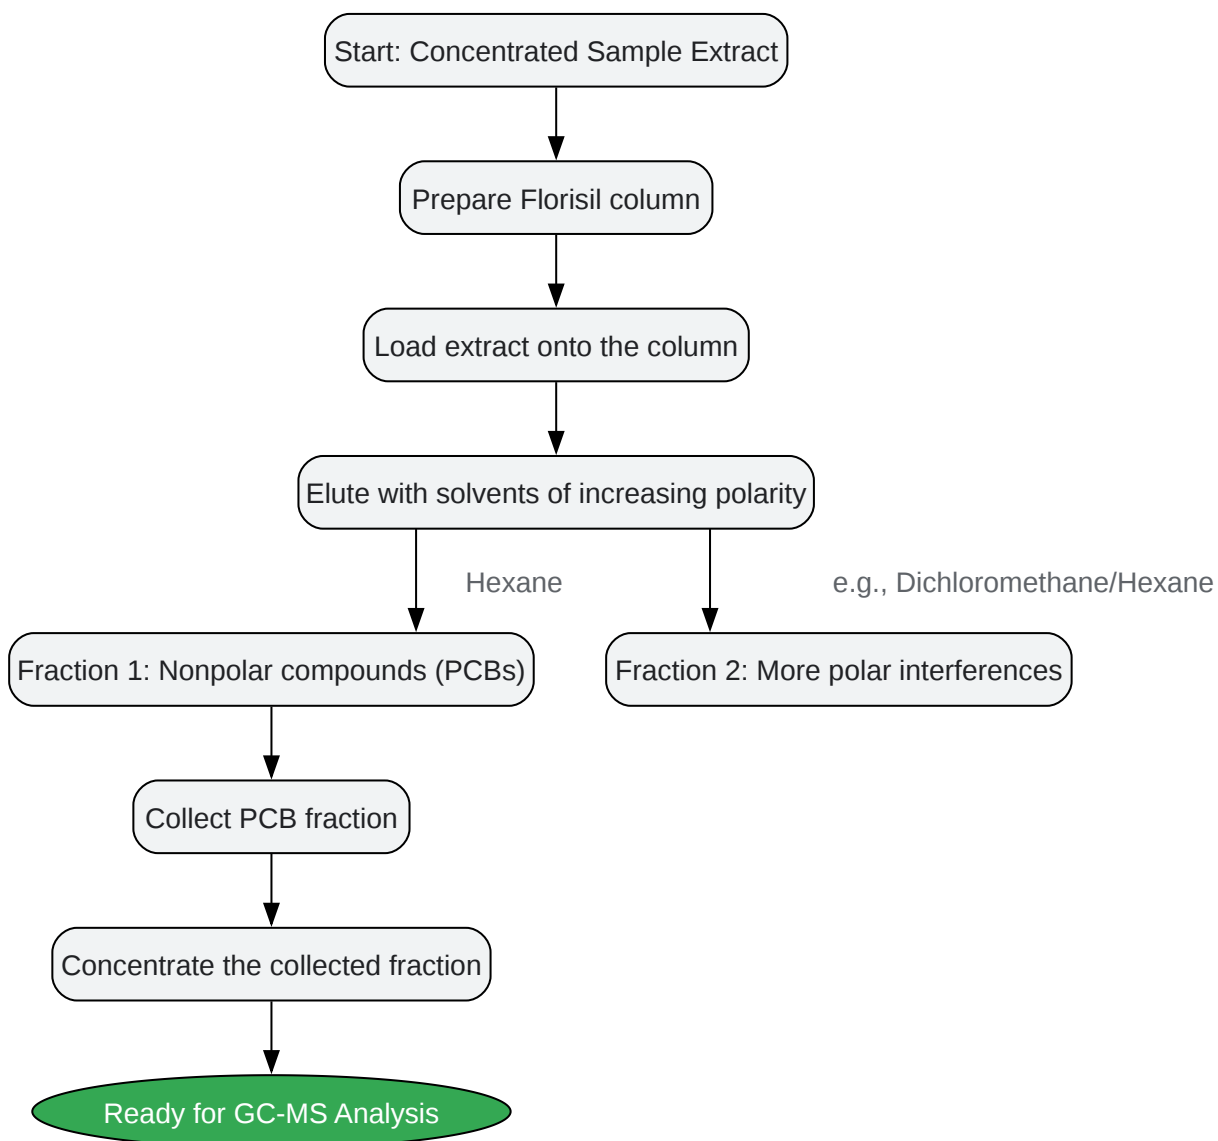 Start: Concentrated Sample Extract
Prepare Florisil column
Load extract onto the column
Elute with solvents of increasing polarity
Hexane
e.g., Dichloromethane/Hexane
Fraction 1: Nonpolar compounds (PCBs)
Fraction 2: More polar interferences
Collect PCB fraction
Concentrate the collected fraction
Ready for GC-MS Analysis